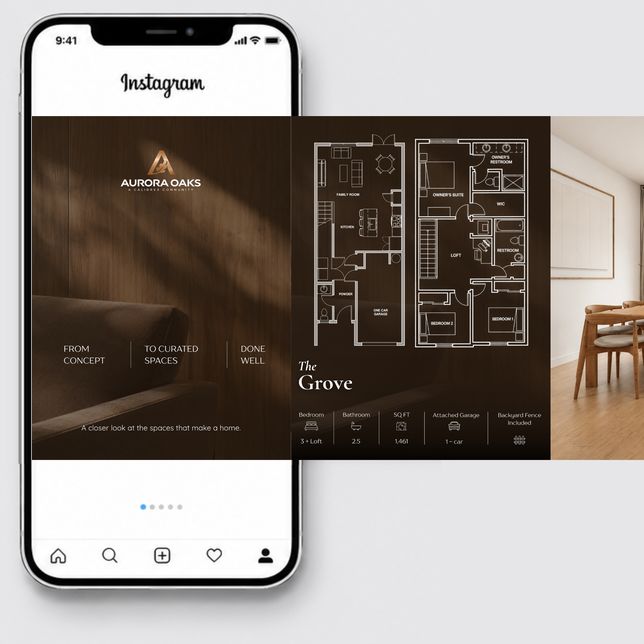 9:41
Instagram
AURORA OAKS
A CALIBREX COMMUNITY
FROM
CONCEPT
TO CURATED
SPACES
DONE
WELL
A closer look at the spaces that make a home.
FAMILY ROOM
KITCHEN
POWDER
ONE CAR
GARAGE
OWNER'S
RESTROOM
OWNER'S SUITE
WIC
LOFT
RESTROOM
BEDROOM 2
BEDROOM 1
The
Grove
Bedroom
3 + Loft
Bathroom
2.5
SQ FT
1,461
Attached Garage
1 - car
Backyard Fence
Included